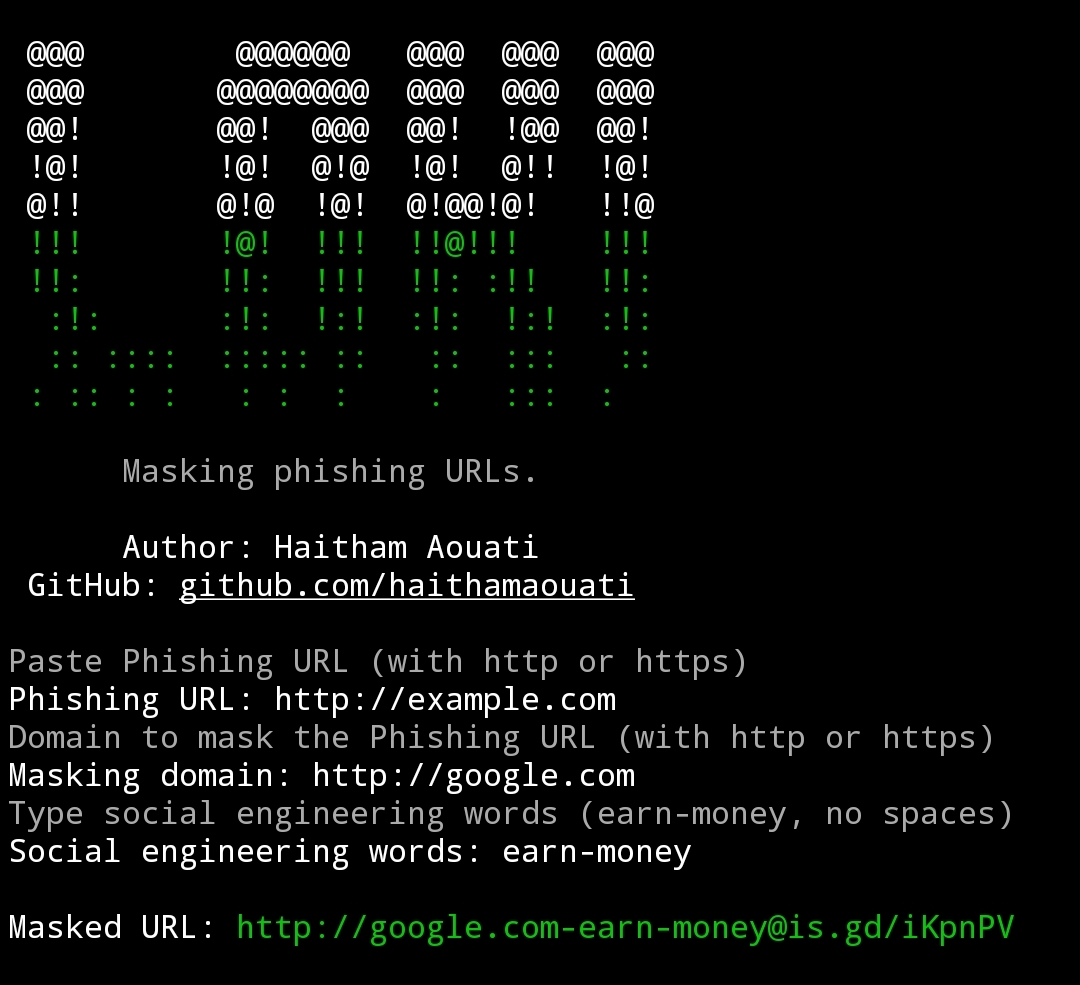 @@@        @@@@@@   @@@  @@@  @@@
@@@       @@@@@@@@  @@@  @@@  @@@
@@!       @@!  @@@  @@!  !@@  @@!
!@!       !@!  @!@  !@!  @!!  !@!
@!!       @!@  !@!  @!@@!@!   !!@
!!!       !@!  !!!  !!@!!!    !!!
!!:       !!:  !!!  !!: :!!   !!:
 :!:      :!:  !:!  :!:  !:!  :!:
 :: ::::  ::::: ::   ::  :::   ::
: :: : :   : :  :    :   :::  :
Masking phishing URLs.
Author: Haitham Aouati
GitHub: github.com/haithamaouati
Paste Phishing URL (with http or https)
Phishing URL: http://example.com
Domain to mask the Phishing URL (with http or https)
Masking domain: http://google.com
Type social engineering words (earn-money, no spaces)
Social engineering words: earn-money
Masked URL: http://google.com-earn-money@is.gd/iKpnPV